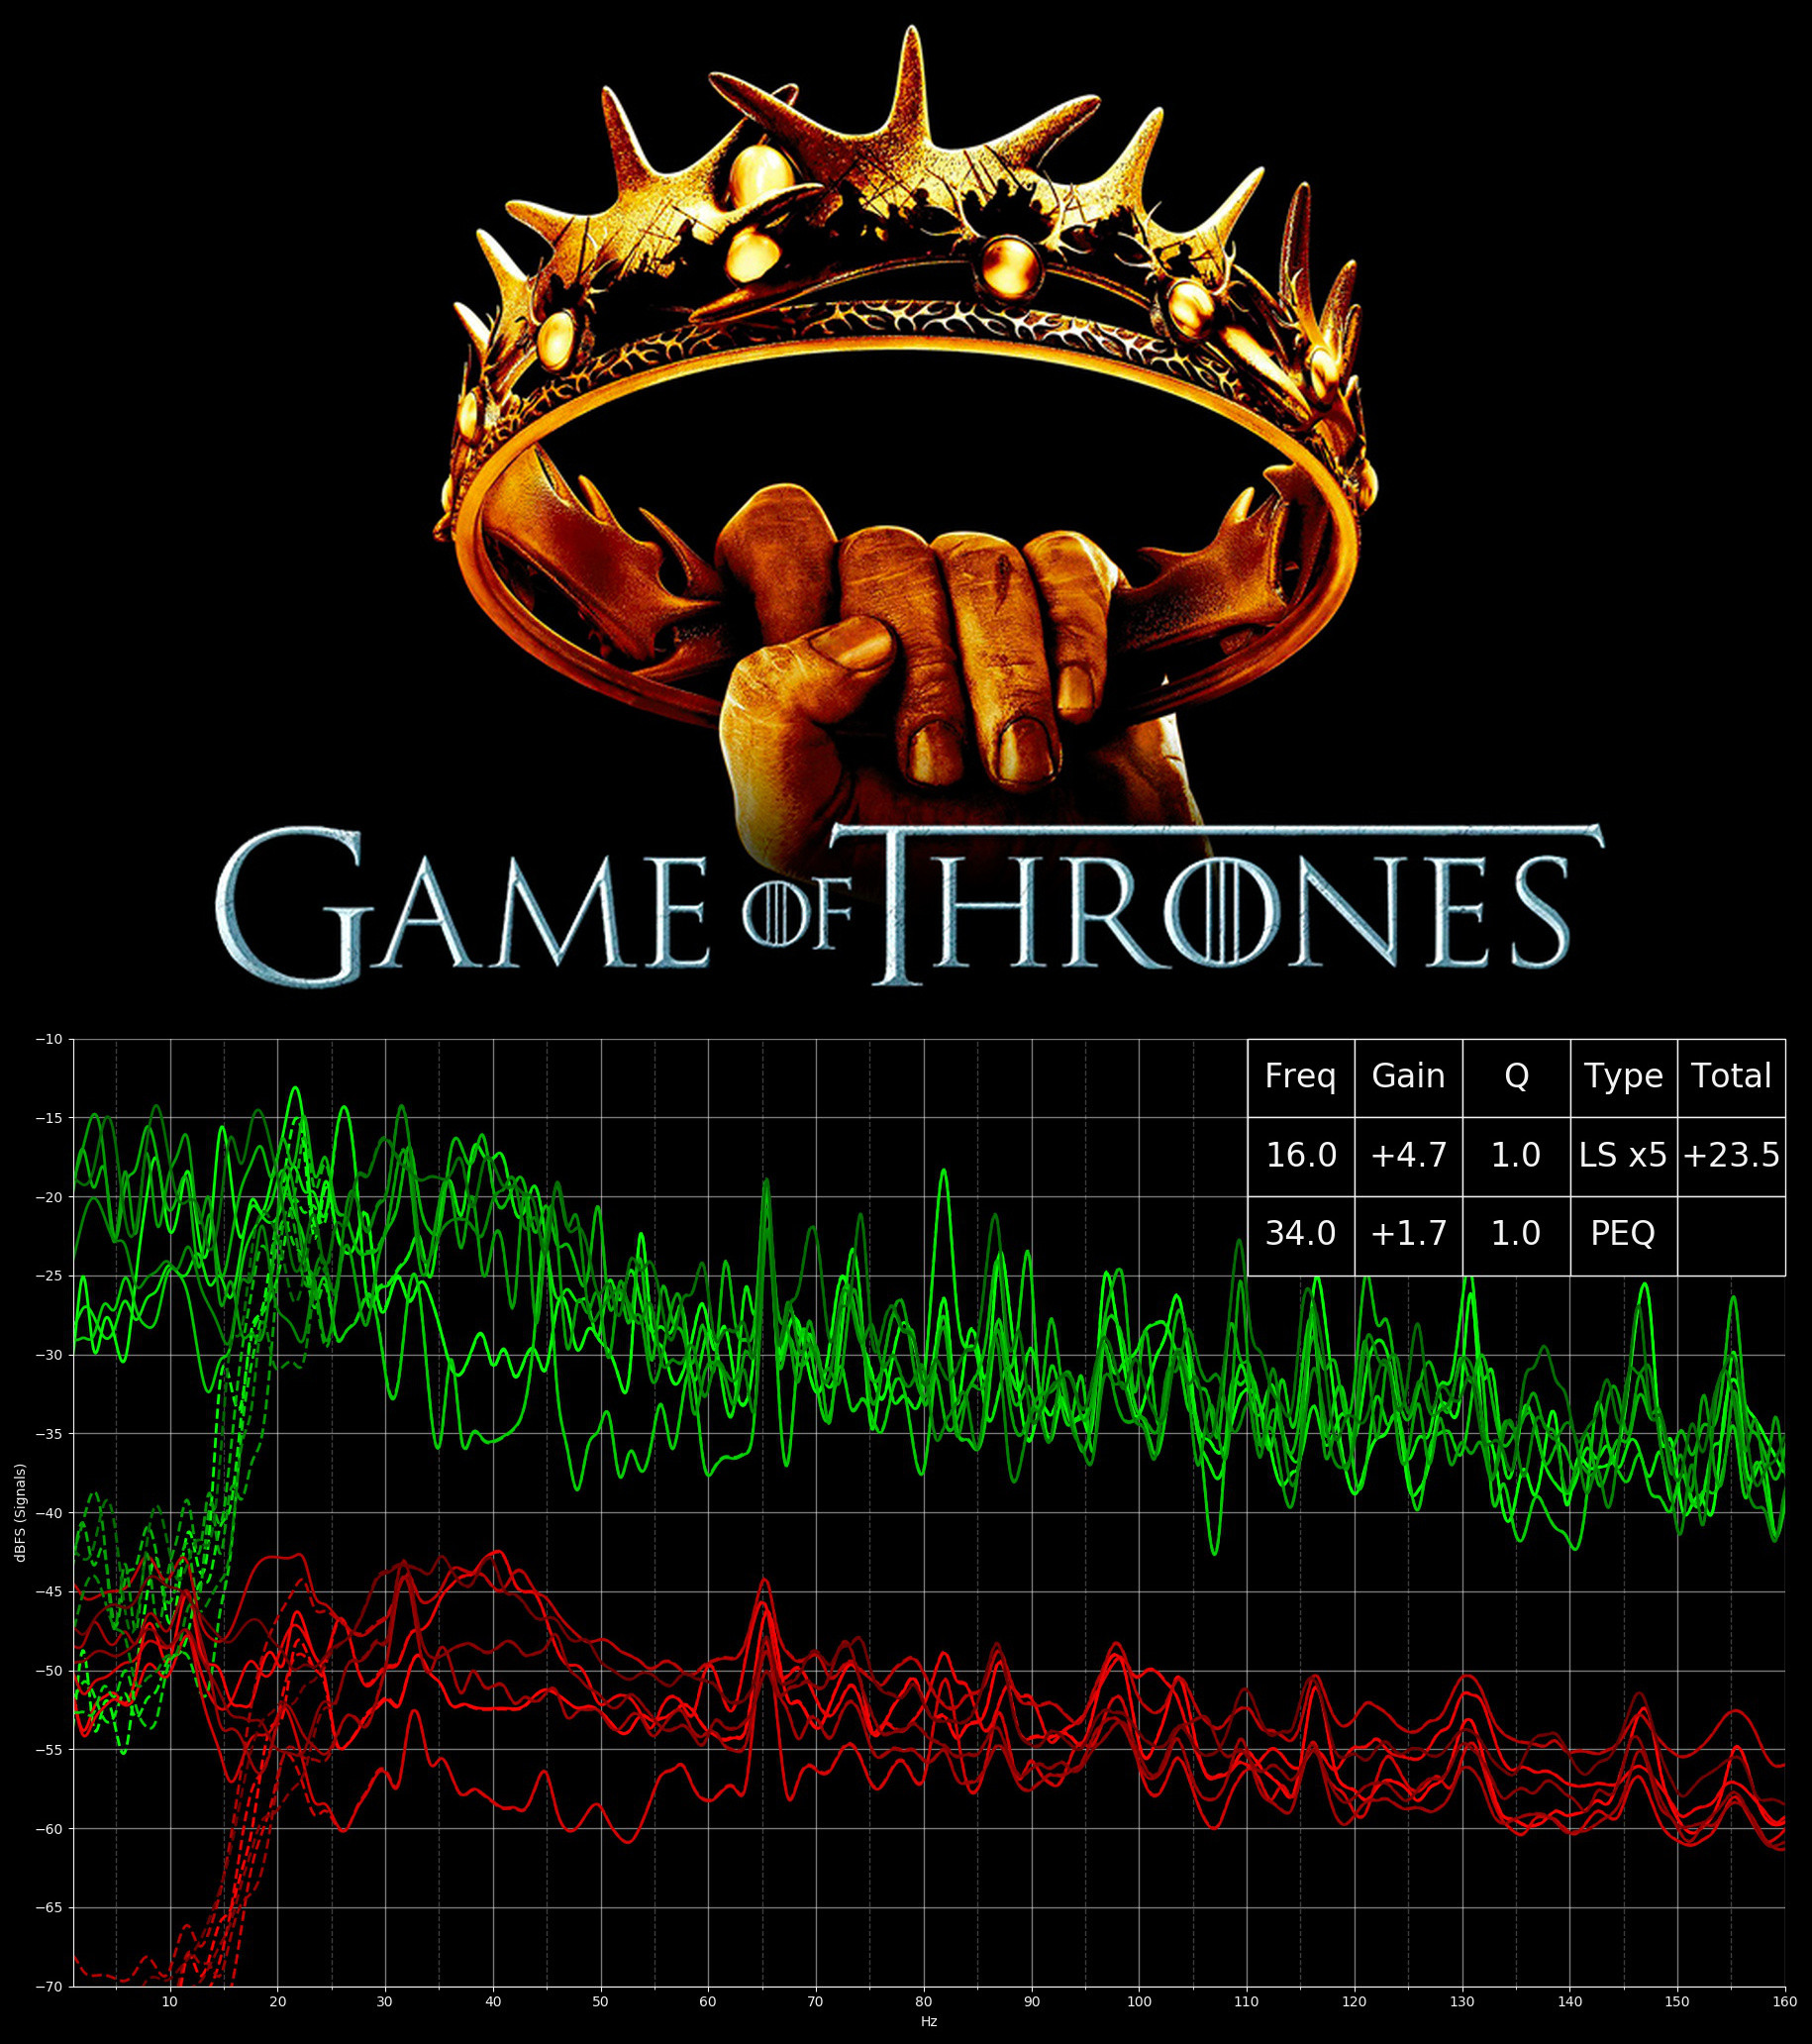 GAME OF THRONES
Freq Gain Q Type Total
16.0 +4.7 1.0 LS x5 +23.5
34.0 +1.7 1.0 PEQ
−10
−15
−20
−25
−30
−35
−40
−45
−50
−55
−60
−65
−70
dBFS (Signals)
10 20 30 40 50 60 70 80 90 100 110 120 130 140 150 160
Hz